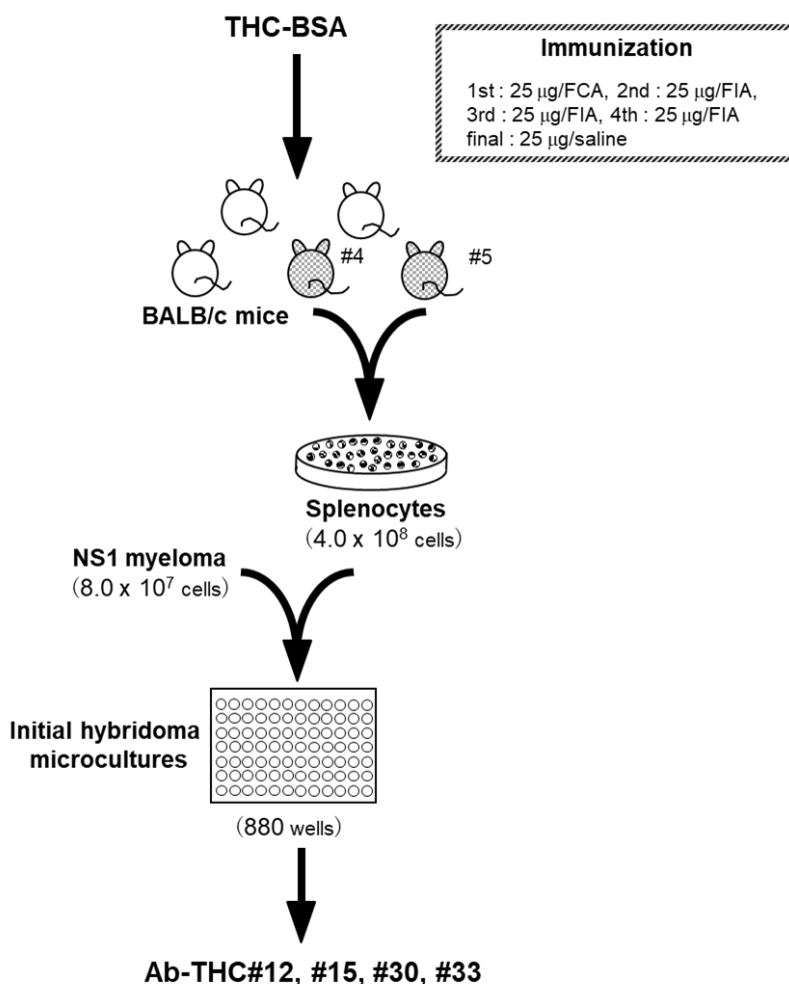 THC-BSA
Immunization
1st : 25 μg/FCA, 2nd : 25 μg/FIA,
3rd : 25 μg/FIA, 4th : 25 μg/FIA
final : 25 μg/saline
#4
#5
BALB/c mice
Splenocytes
(4.0 x 10⁸ cells)
NS1 myeloma
(8.0 x 10⁷ cells)
Initial hybridoma
microcultures
(880 wells)
Ab-THC#12, #15, #30, #33